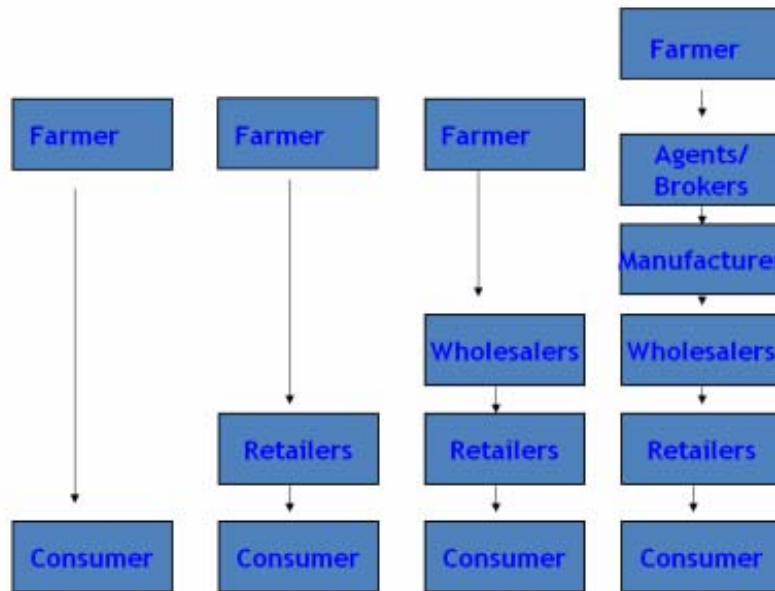 Farmer
Consumer
Farmer
Retailers
Consumer
Farmer
Wholesalers
Retailers
Consumer
Farmer
Agents/
Brokers
Manufacturer
Wholesalers
Retailers
Consumer